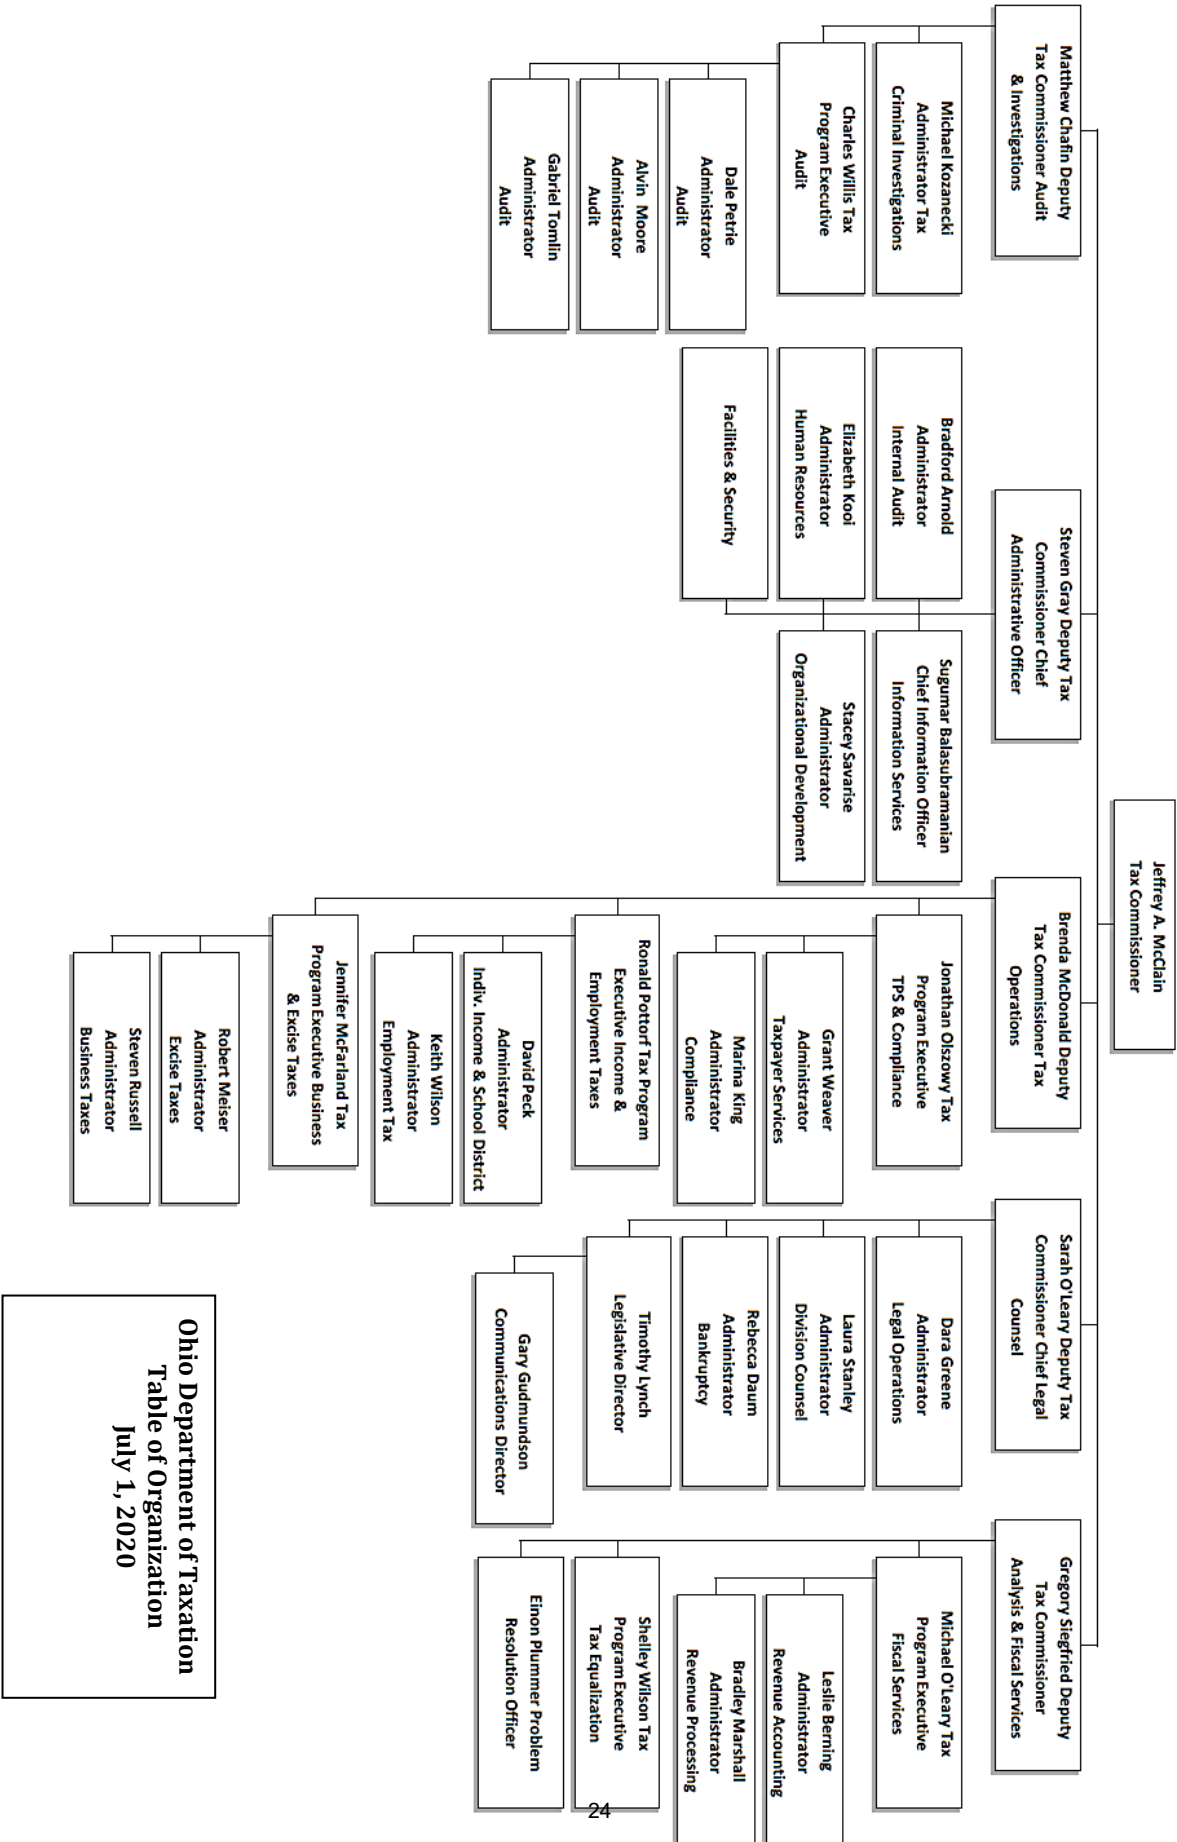 Jeffrey A. McClain
Tax Commissioner
Matthew Chafin Deputy
Tax Commissioner Audit
& Investigations
Michael Kozanecki
Administrator Tax
Criminal Investigations
Charles Willis Tax
Program Executive
Audit
Dale Petrie
Administrator
Audit
Alvin Moore
Administrator
Audit
Gabriel Tomlin
Administrator
Audit
Steven Gray Deputy Tax
Commissioner Chief
Administrative Officer
Bradford Arnold
Administrator
Internal Audit
Sugumar Balasubramanian
Chief Information Officer
Information Services
Elizabeth Kooi
Administrator
Human Resources
Stacey Savarise
Administrator
Organizational Development
Facilities & Security
Brenda McDonald Deputy
Tax Commissioner Tax
Operations
Jonathan Olszowy Tax
Program Executive
TPS & Compliance
Grant Weaver
Administrator
Taxpayer Services
Marina King
Administrator
Compliance
Ronald Pottorf Tax Program
Executive Income &
Employment Taxes
David Peck
Administrator
Indiv. Income & School District
Keith Wilson
Administrator
Employment Tax
Jennifer McFarland Tax
Program Executive Business
& Excise Taxes
Robert Meiser
Administrator
Excise Taxes
Steven Russell
Administrator
Business Taxes
Sarah O'Leary Deputy Tax
Commissioner Chief Legal
Counsel
Dara Greene
Administrator
Legal Operations
Laura Stanley
Administrator
Division Counsel
Rebecca Daum
Administrator
Bankruptcy
Timothy Lynch
Legislative Director
Gary Gudmundson
Communications Director
Gregory Siegfried Deputy
Tax Commissioner
Analysis & Fiscal Services
Michael O'Leary Tax
Program Executive
Fiscal Services
Leslie Berning
Administrator
Revenue Accounting
Bradley Marshall
Administrator
Revenue Processing
Shelley Wilson Tax
Program Executive
Tax Equalization
Einon Plummer Problem
Resolution Officer
Ohio Department of Taxation
Table of Organization
July 1, 2020
24